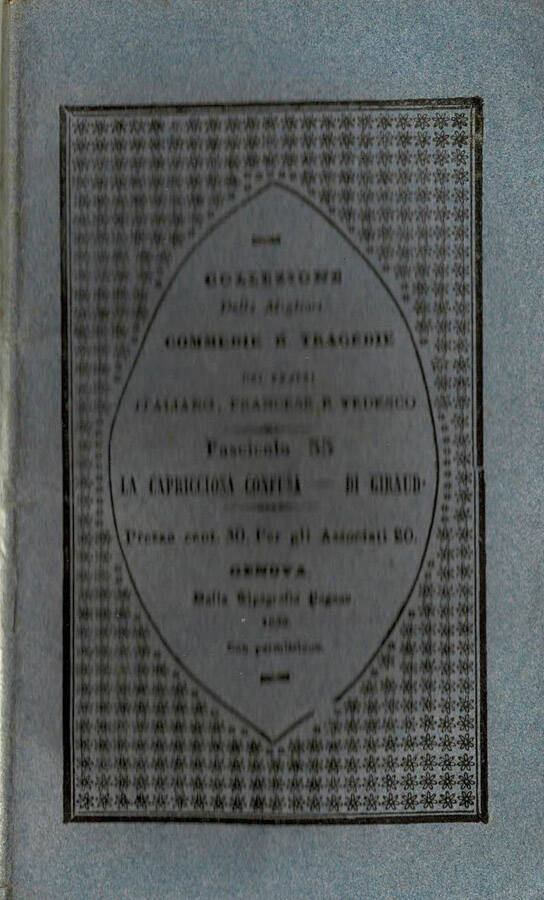 COLLEZIONE
Delle Migliori
COMMEDIE E TRAGEDIE
DEI TEATRI
ITALIANO, FRANCESE, E TEDESCO
Fascicolo
LA CAPRICCIOSA CONFUSA — DI GIRAUD
Prezzo cent. 30. Per gli Associati 20.
GENOVA
Dalla Tipografia Pagano
Con permissione